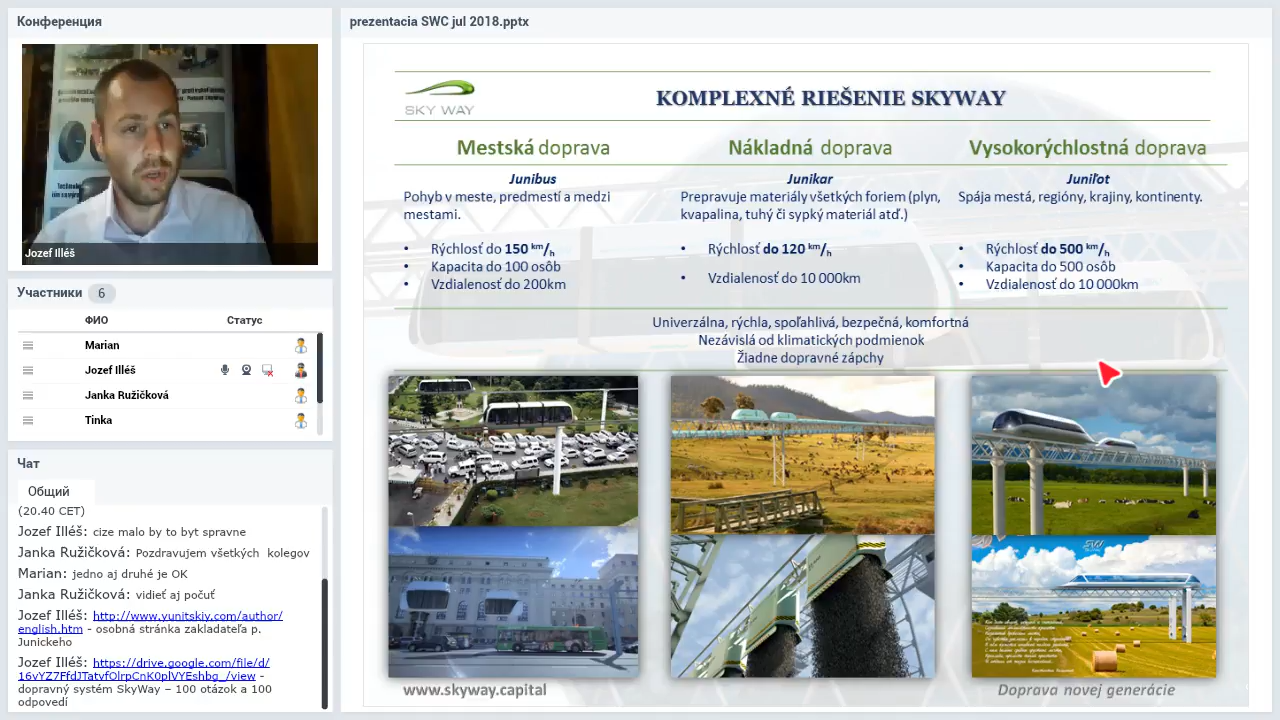 Конференция
Jozef Illéš
Участники 6
ФИО Статус
Marian
Jozef Illéš
Janka Ružičková
Tinka
Чат
Общий
(20.40 CET)
Jozef Illéš: cize malo by to byt spravne
Janka Ružičková: Pozdravujem všetkých kolegov
Marian: jedno aj druhé je OK
Janka Ružičková: vidieť aj počuť
Jozef Illéš: http://www.yunitskiy.com/author/
english.htm - osobná stránka zakladateľa p.
Junickeho
Jozef Illéš: https://drive.google.com/file/d/
16vYZ7FfdJTatvfOlrpCnK0plVYEshbg_/view -
dopravný systém SkyWay – 100 otázok a 100
odpovedí
prezentacia SWC jul 2018.pptx
SKY WAY
KOMPLEXNÉ RIEŠENIE SKYWAY
Mestská doprava
Junibus
Pohyb v meste, predmestí a medzi
mestami.
• Rýchlosť do 150 km/h
• Kapacita do 100 osôb
• Vzdialenosť do 200km
Nákladná doprava
Junikar
Prepravuje materiály všetkých foriem (plyn,
kvapalina, tuhý či sypký materiál atď.)
• Rýchlosť do 120 km/h
• Vzdialenosť do 10 000km
Vysokorýchlostná doprava
Juniľot
Spája mestá, regióny, krajiny, kontinenty.
• Rýchlosť do 500 km/h
• Kapacita do 500 osôb
• Vzdialenosť do 10 000km
Univerzálna, rýchla, spoľahlivá, bezpečná, komfortná
Nezávislá od klimatických podmienok
Žiadne dopravné zápchy
www.skyway.capital
Doprava novej generácie